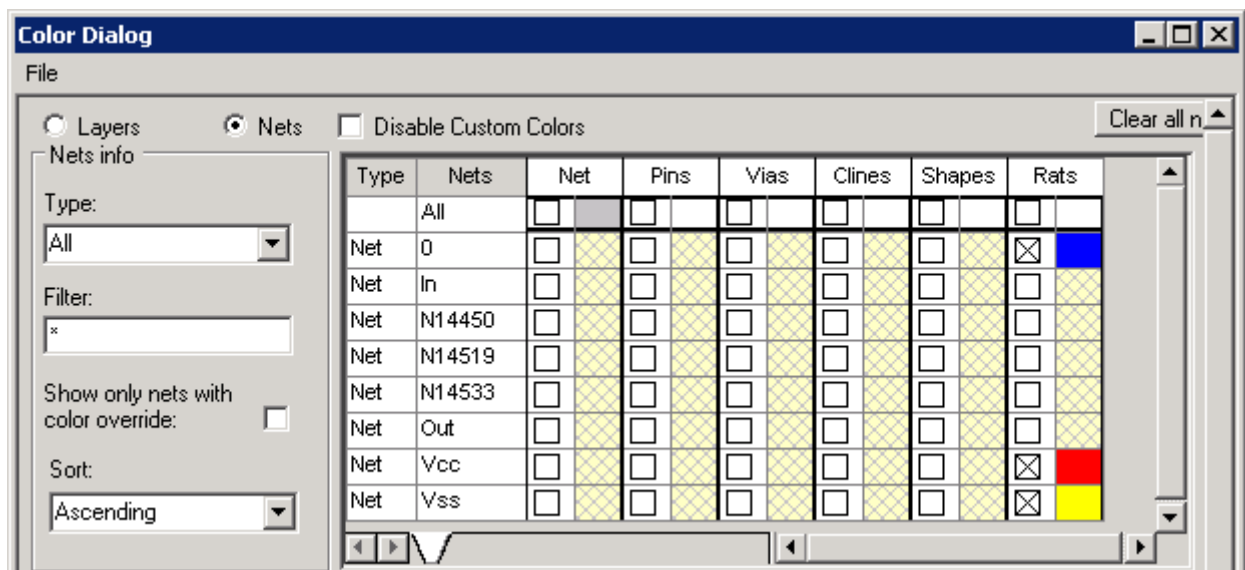 Color Dialog
File
Layers Nets Disable Custom Colors Clear all n
Nets info
Type:
All
Filter:
*
Show only nets with
color override:
Sort:
Ascending
Type Nets Net Pins Vias Clines Shapes Rats
All
Net 0
Net In
Net N14450
Net N14519
Net N14533
Net Out
Net Vcc
Net Vss